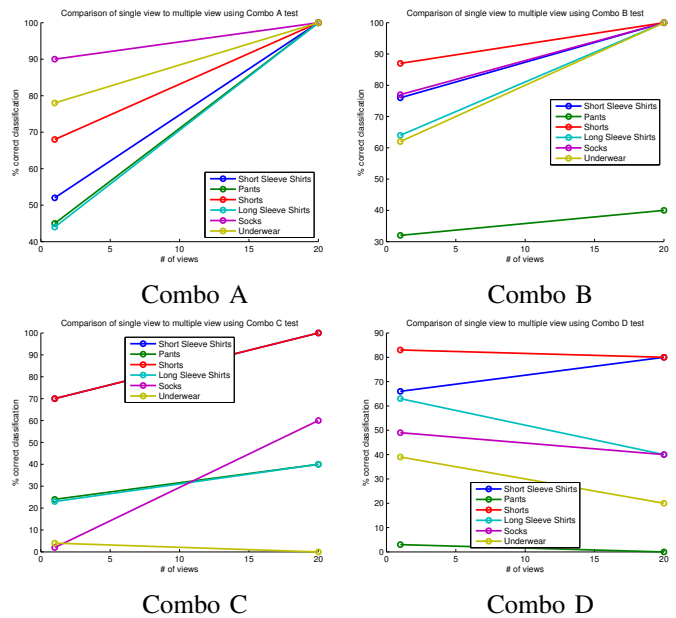 Comparison of single view to multiple view using Combo A test
100
90
80
70
60
50
40
% correct classification
0
5
10
15
20
# of views
Short Sleeve Shirts
Pants
Shorts
Long Sleeve Shirts
Socks
Underwear
Combo A
Comparison of single view to multiple view using Combo B test
100
90
80
70
60
50
40
30
% correct classification
0
5
10
15
20
# of views
Short Sleeve Shirts
Pants
Shorts
Long Sleeve Shirts
Socks
Underwear
Combo B
Comparison of single view to multiple view using Combo C test
100
90
80
70
60
50
40
30
20
10
0
% correct classification
0
5
10
15
20
# of views
Short Sleeve Shirts
Pants
Shorts
Long Sleeve Shirts
Socks
Underwear
Combo C
Comparison of single view to multiple view using Combo D test
90
80
70
60
50
40
30
20
10
0
% correct classification
0
5
10
15
20
# of views
Short Sleeve Shirts
Pants
Shorts
Long Sleeve Shirts
Socks
Underwear
Combo D